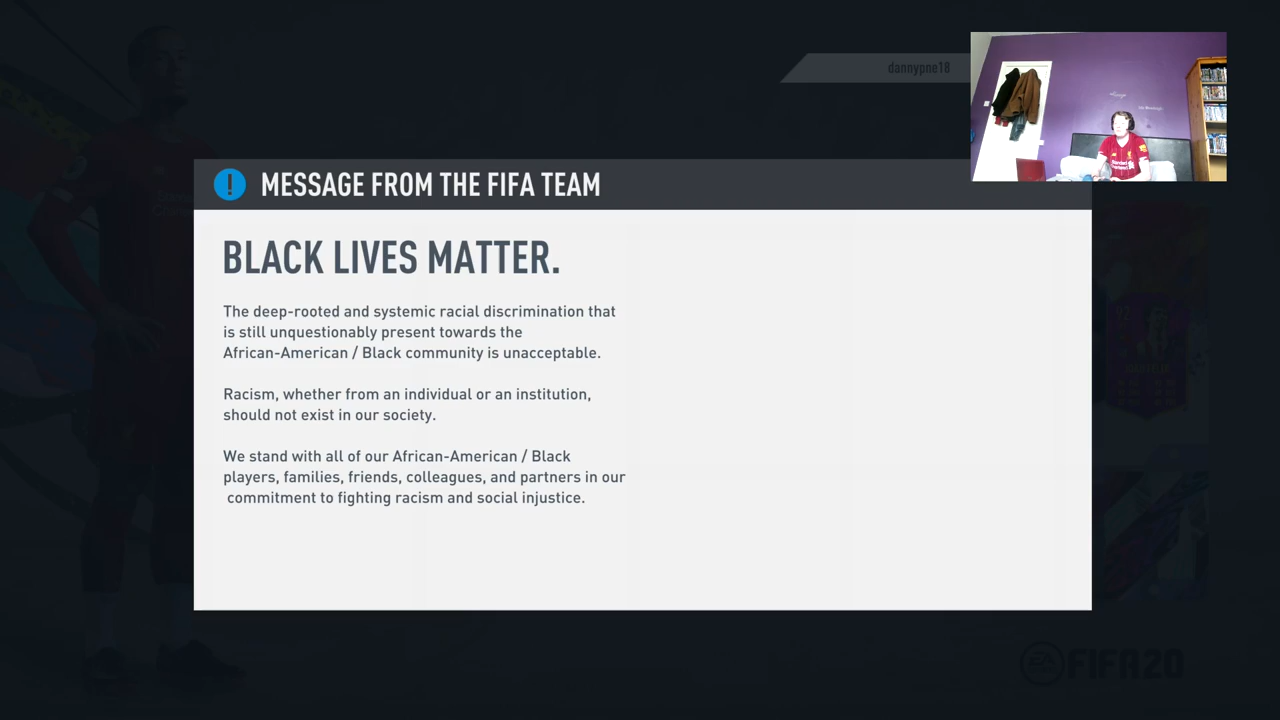 dannypne18
MESSAGE FROM THE FIFA TEAM
BLACK LIVES MATTER.
The deep-rooted and systemic racial discrimination that
is still unquestionably present towards the
African-American / Black community is unacceptable.
Racism, whether from an individual or an institution,
should not exist in our society.
We stand with all of our African-American / Black
players, families, friends, colleagues, and partners in our
commitment to fighting racism and social injustice.
EA
FIFA20